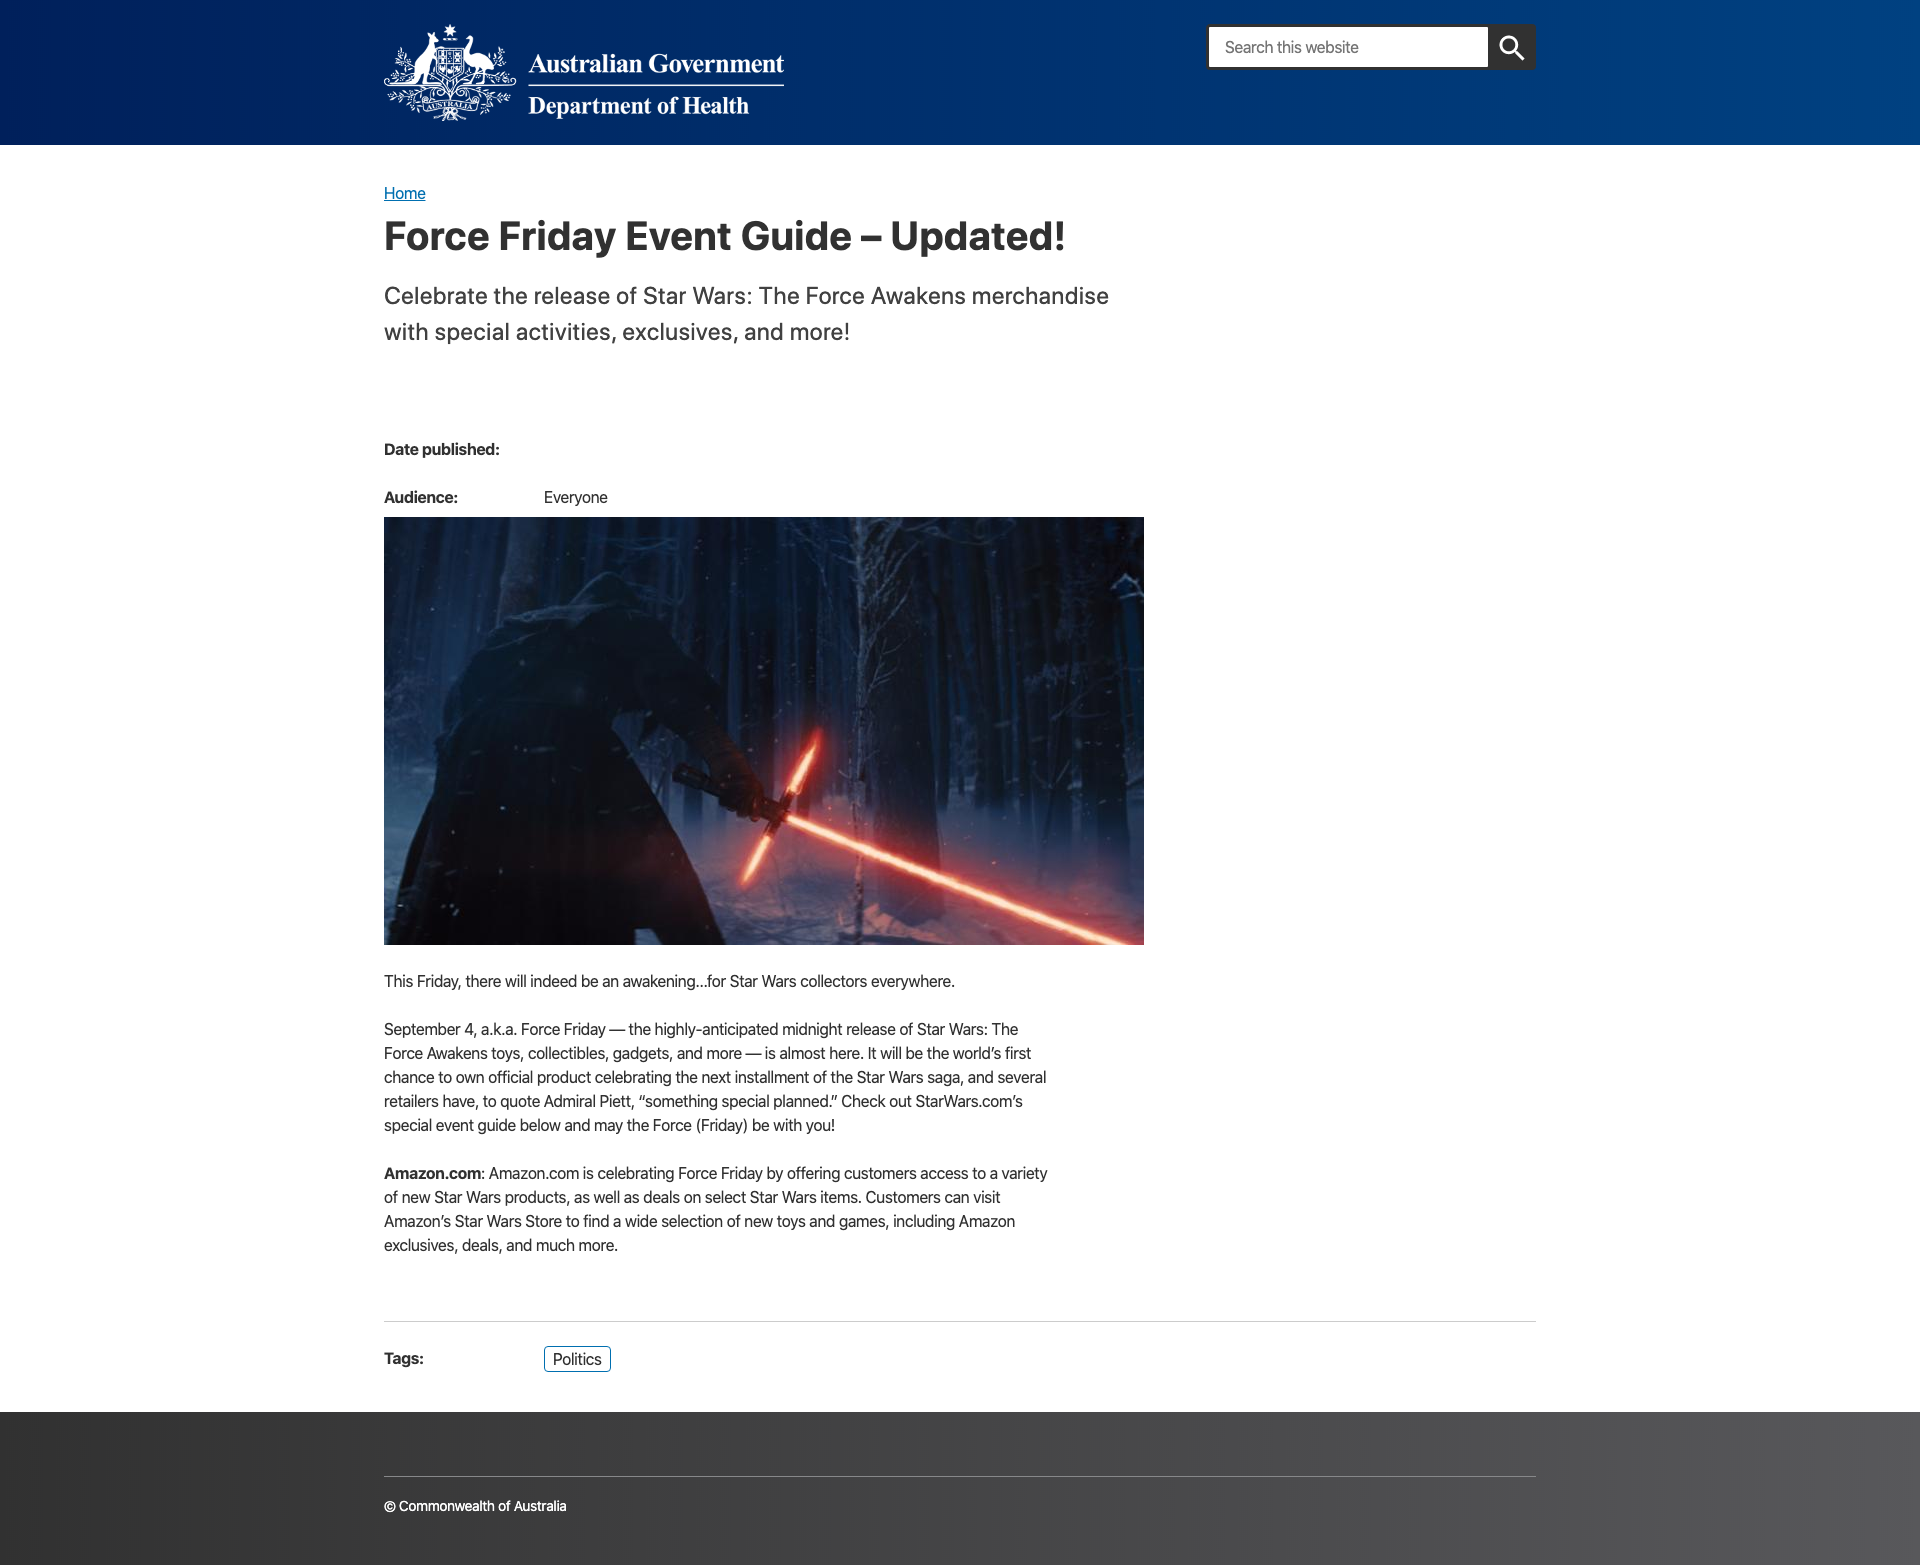 AUSTRALIA
Australian Government
Department of Health
Search this website
Home
Force Friday Event Guide – Updated!
Celebrate the release of Star Wars: The Force Awakens merchandise
with special activities, exclusives, and more!
Date published:
Audience: Everyone
This Friday, there will indeed be an awakening…for Star Wars collectors everywhere.
September 4, a.k.a. Force Friday — the highly-anticipated midnight release of Star Wars: The
Force Awakens toys, collectibles, gadgets, and more — is almost here. It will be the world’s first
chance to own official product celebrating the next installment of the Star Wars saga, and several
retailers have, to quote Admiral Piett, “something special planned.” Check out StarWars.com’s
special event guide below and may the Force (Friday) be with you!
Amazon.com: Amazon.com is celebrating Force Friday by offering customers access to a variety
of new Star Wars products, as well as deals on select Star Wars items. Customers can visit
Amazon’s Star Wars Store to find a wide selection of new toys and games, including Amazon
exclusives, deals, and much more.
Tags: Politics
© Commonwealth of Australia